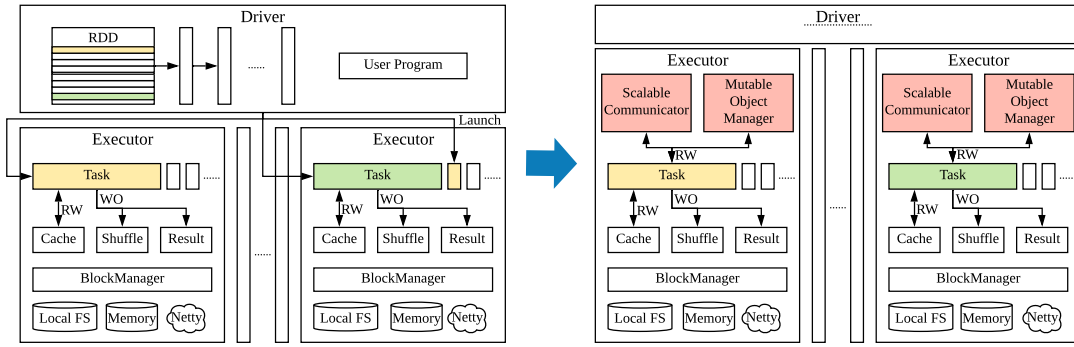 Driver
RDD
......
User Program
Launch
Executor
Task
......
RW
WO
Cache
Shuffle
Result
BlockManager
Local FS
Memory
Netty
......
Executor
Task
......
RW
WO
Cache
Shuffle
Result
BlockManager
Local FS
Memory
Netty
Driver
......
Executor
Scalable
Communicator
Mutable
Object
Manager
RW
Task
......
RW
WO
Cache
Shuffle
Result
BlockManager
Local FS
Memory
Netty
......
Executor
Scalable
Communicator
Mutable
Object
Manager
RW
Task
......
RW
WO
Cache
Shuffle
Result
BlockManager
Local FS
Memory
Netty